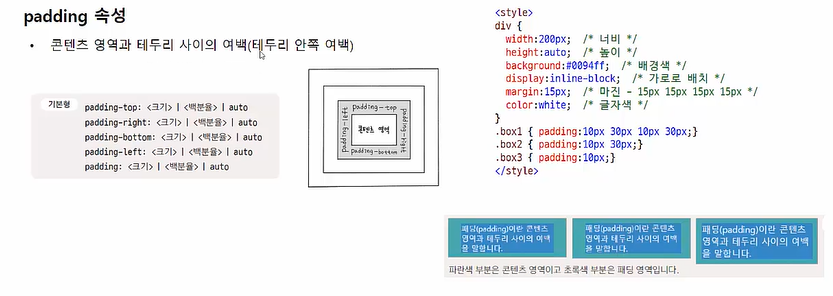 padding 속성
• 콘텐츠 영역과 테두리 사이의 여백(테두리 안쪽 여백)
기본형
padding-top: <크기> | <백분율> | auto
padding-right: <크기> | <백분율> | auto
padding-bottom: <크기> | <백분율> | auto
padding-left: <크기> | <백분율> | auto
padding: <크기> | <백분율> | auto
padding-top
padding-left
콘텐츠 영역
padding-right
padding-bottom
<style>
div {
width:200px; /* 너비 */
height:auto; /* 높이 */
background:#0094ff; /* 배경색 */
display:inline-block; /* 가로로 배치 */
margin:15px; /* 마진 - 15px 15px 15px 15px */
color:white; /* 글자색 */
}
.box1 { padding:10px 30px 10px 30px;}
.box2 { padding:10px 30px;}
.box3 { padding:10px;}
</style>
패딩(padding)이란 콘텐츠
영역과 테두리 사이의 여백
을 말합니다.
패딩(padding)이란 콘텐츠
영역과 테두리 사이의 여백
을 말합니다.
패딩(padding)이란 콘텐츠
영역과 테두리 사이의 여백
을 말합니다.
파란색 부분은 콘텐츠 영역이고 초록색 부분은 패딩 영역입니다.